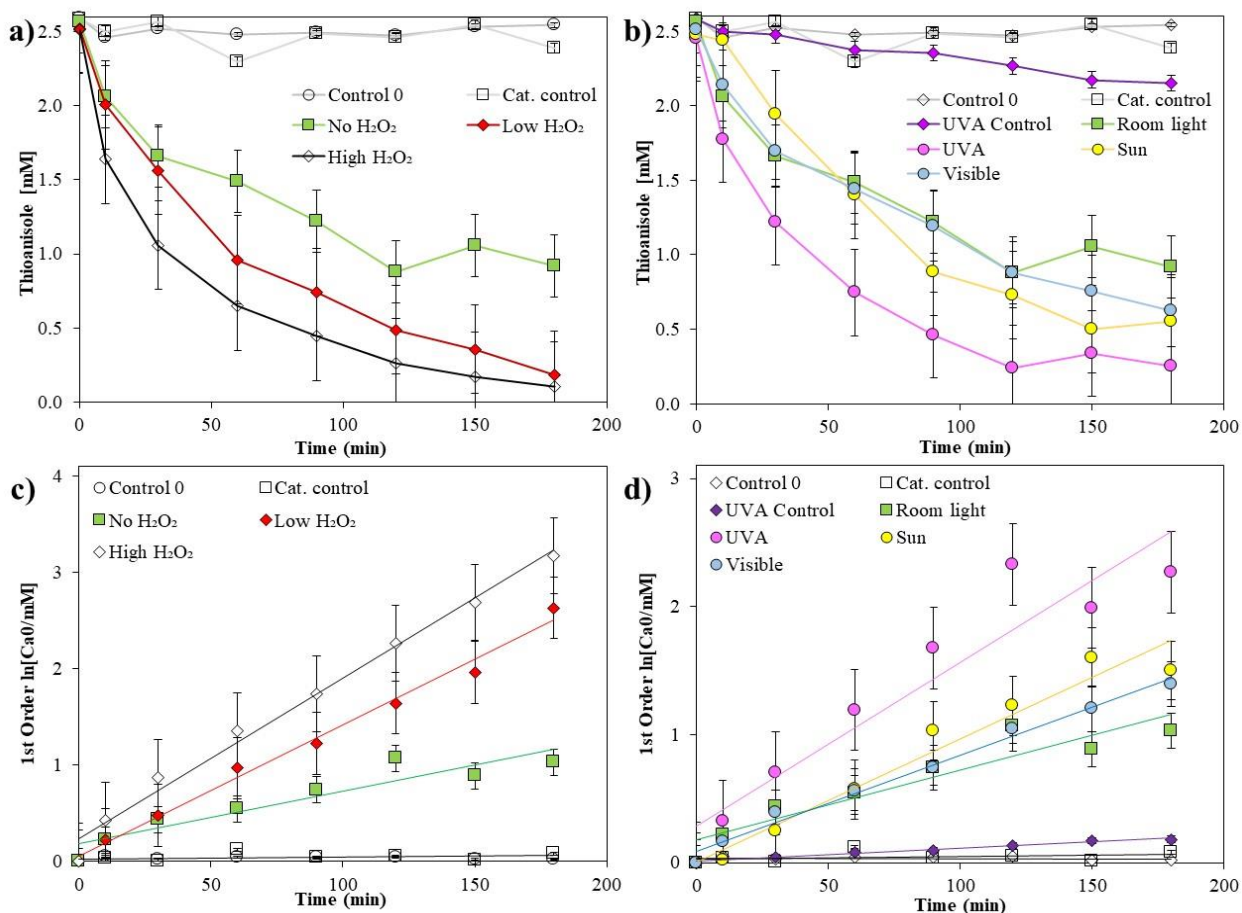 a)
Thioanisole [mM]
2.5
2.0
1.5
1.0
0.5
0.0
Control 0
Cat. control
No H₂O₂
Low H₂O₂
High H₂O₂
0 50 100 150 200
Time (min)
b)
Thioanisole [mM]
2.5
2.0
1.5
1.0
0.5
0.0
Control 0
Cat. control
UVA Control
Room light
UVA
Sun
Visible
0 50 100 150 200
Time (min)
c)
1st Order ln[Ca0/mM]
4
3
2
1
0
Control 0
Cat. control
No H₂O₂
Low H₂O₂
High H₂O₂
0 50 100 150 200
Time (min)
d)
1st Order ln[Ca0/mM]
3
2
1
0
Control 0
Cat. control
UVA Control
Room light
UVA
Sun
Visible
0 50 100 150 200
Time (min)